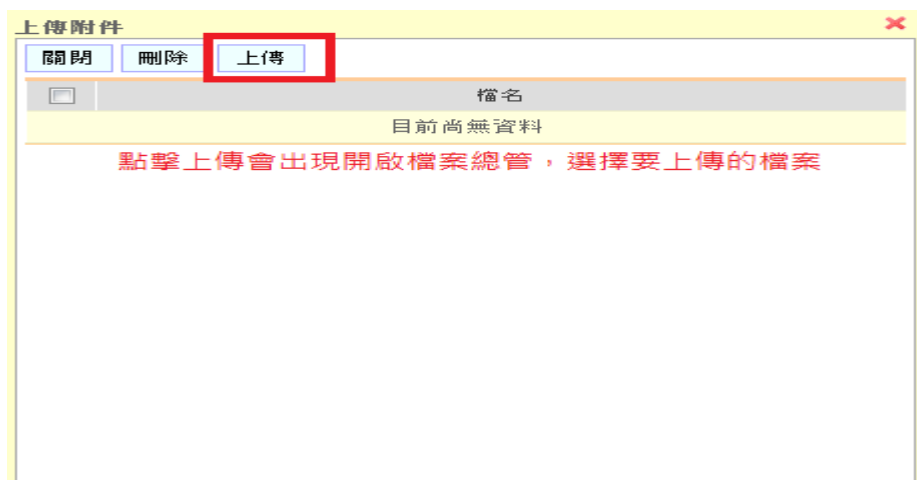 上傳附件
關閉 刪除 上傳
檔名
目前尚無資料
點擊上傳會出現開啟檔案總管，選擇要上傳的檔案